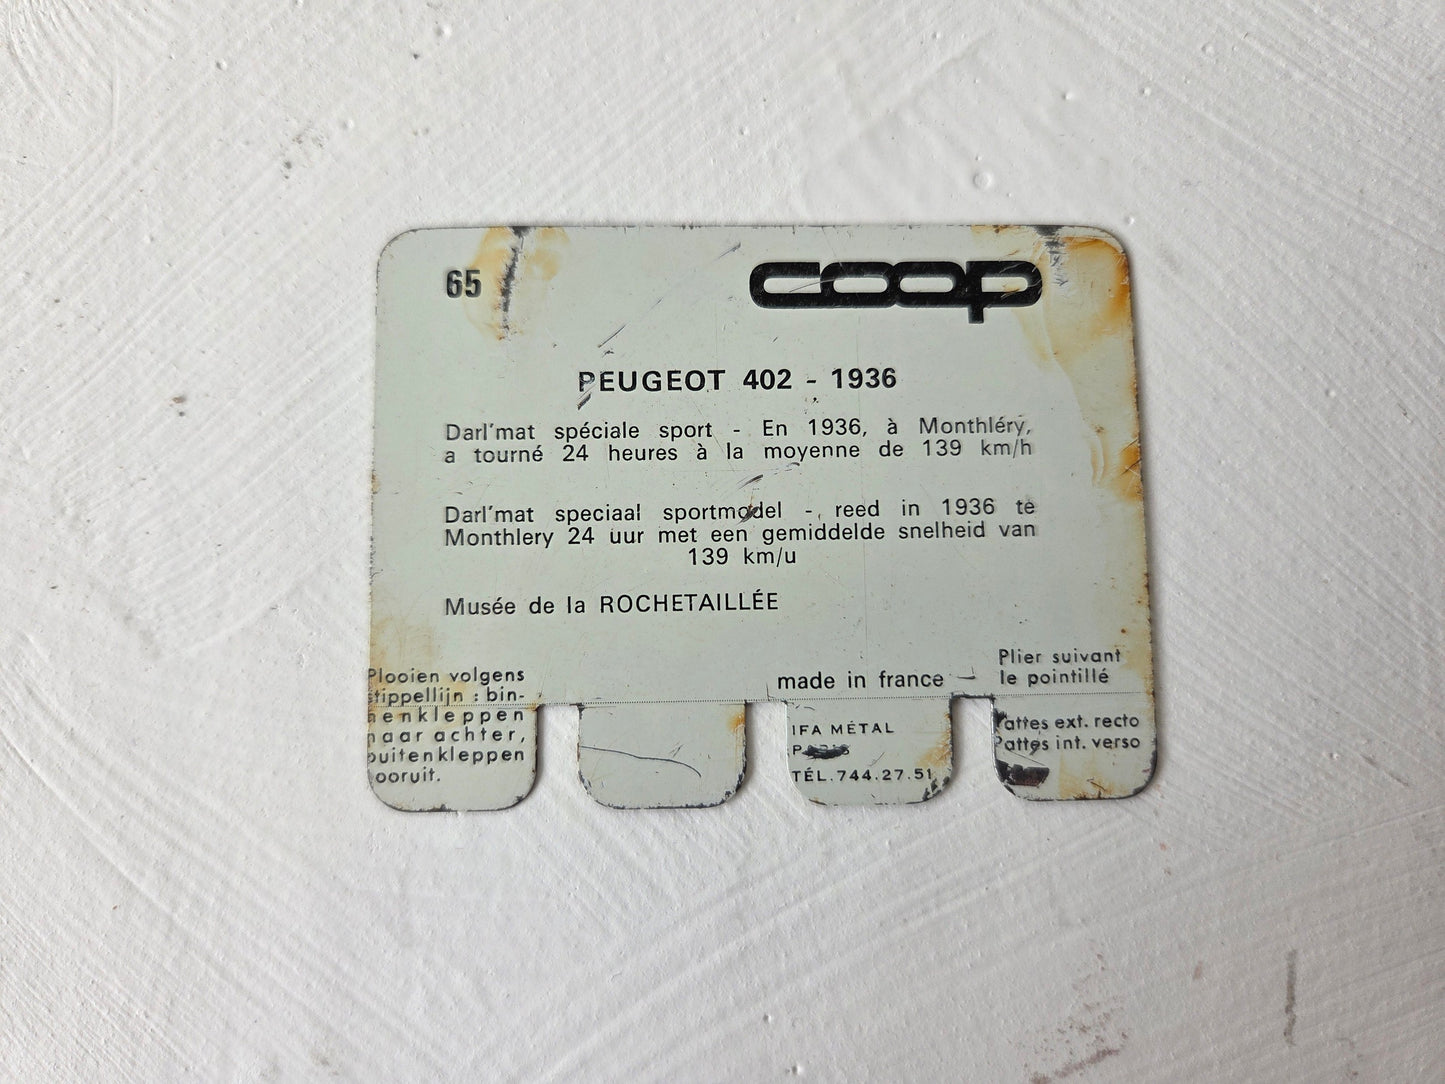 65
coop
PEUGEOT 402 - 1936
Darl'mat spéciale sport - En 1936, à Monthléry,
a tourné 24 heures à la moyenne de 139 km/h
Darl'mat speciaal sportmodel - reed in 1936 te
Monthlery 24 uur met een gemiddelde snelheid van
139 km/u
Musée de la ROCHETAILLÉE
Plooien volgens
stippellijn : bin-
nenkleppen
naar achter,
buitenkleppen
vooruit.
made in france
IFA MÉTAL
PARIS
TÉL. 744.27.51
Plier suivant
le pointillé
Pattes ext. recto
Pattes int. verso